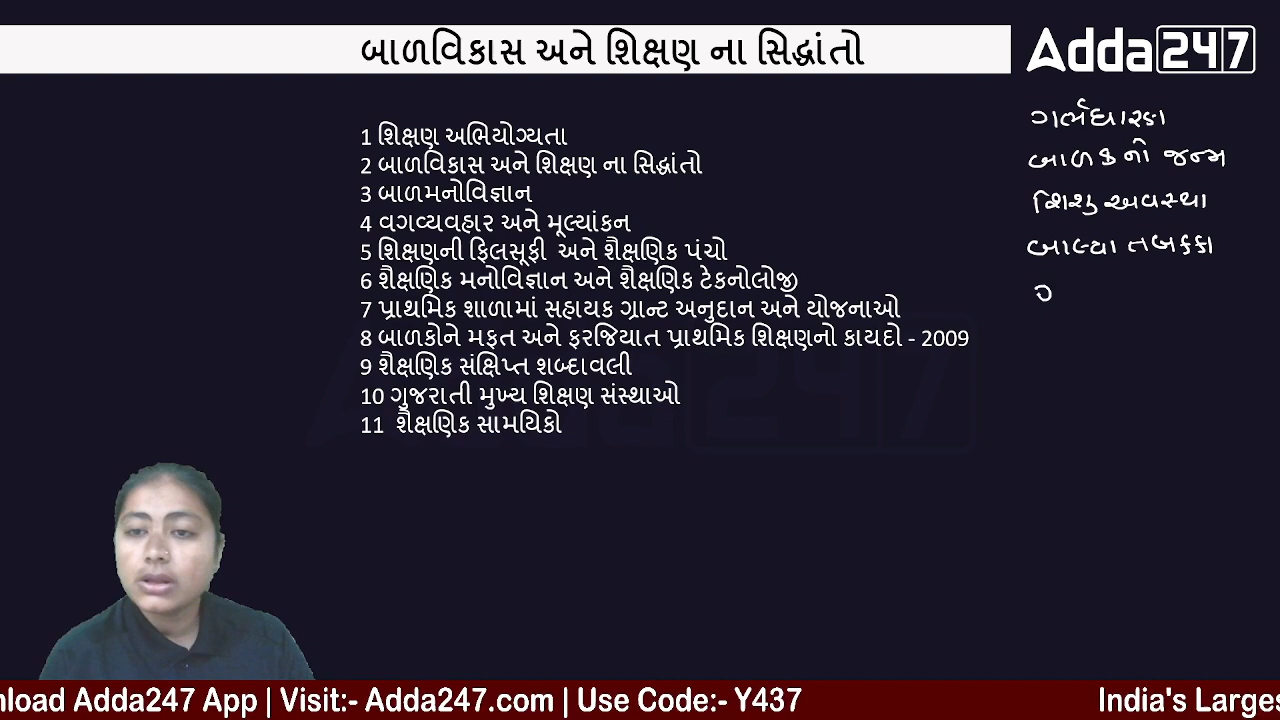 બાળવિકાસ અને શિક્ષણ ના સિદ્ધાંતો
Adda247
1 શિક્ષણ અભિયોગ્યતા
2 બાળવિકાસ અને શિક્ષણ ના સિદ્ધાંતો
3 બાળમનોવિજ્ઞાન
4 વગવ્યવહાર અને મૂલ્યાંકન
5 શિક્ષણની ફિલસૂફી અને શૈક્ષણિક પંચો
6 શૈક્ષણિક મનોવિજ્ઞાન અને શૈક્ષણિક ટેકનોલોજી
7 પ્રાથમિક શાળામાં સહાયક ગ્રાન્ટ અનુદાન અને યોજનાઓ
8 બાળકોને મફત અને ફરજિયાત પ્રાથમિક શિક્ષણનો કાયદો - 2009
9 શૈક્ષણિક સંક્ષિપ્ત શબ્દાવલી
10 ગુજરાતી મુખ્ય શિક્ષણ સંસ્થાઓ
11 શૈક્ષણિક સામયિકો
ગર્ભધારણ
બાળકનો જન્મ
શિશુઅવસ્થા
બાલ્યા તબક્કા
nload Adda247 App | Visit:- Adda247.com | Use Code:- Y437
India's Larges